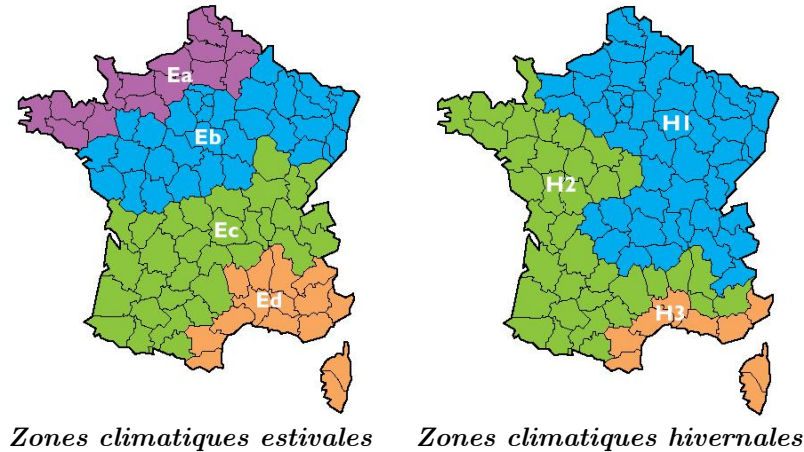 Ea
Eb
Ec
Ed
H1
H2
H3
Zones climatiques estivales
Zones climatiques hivernales